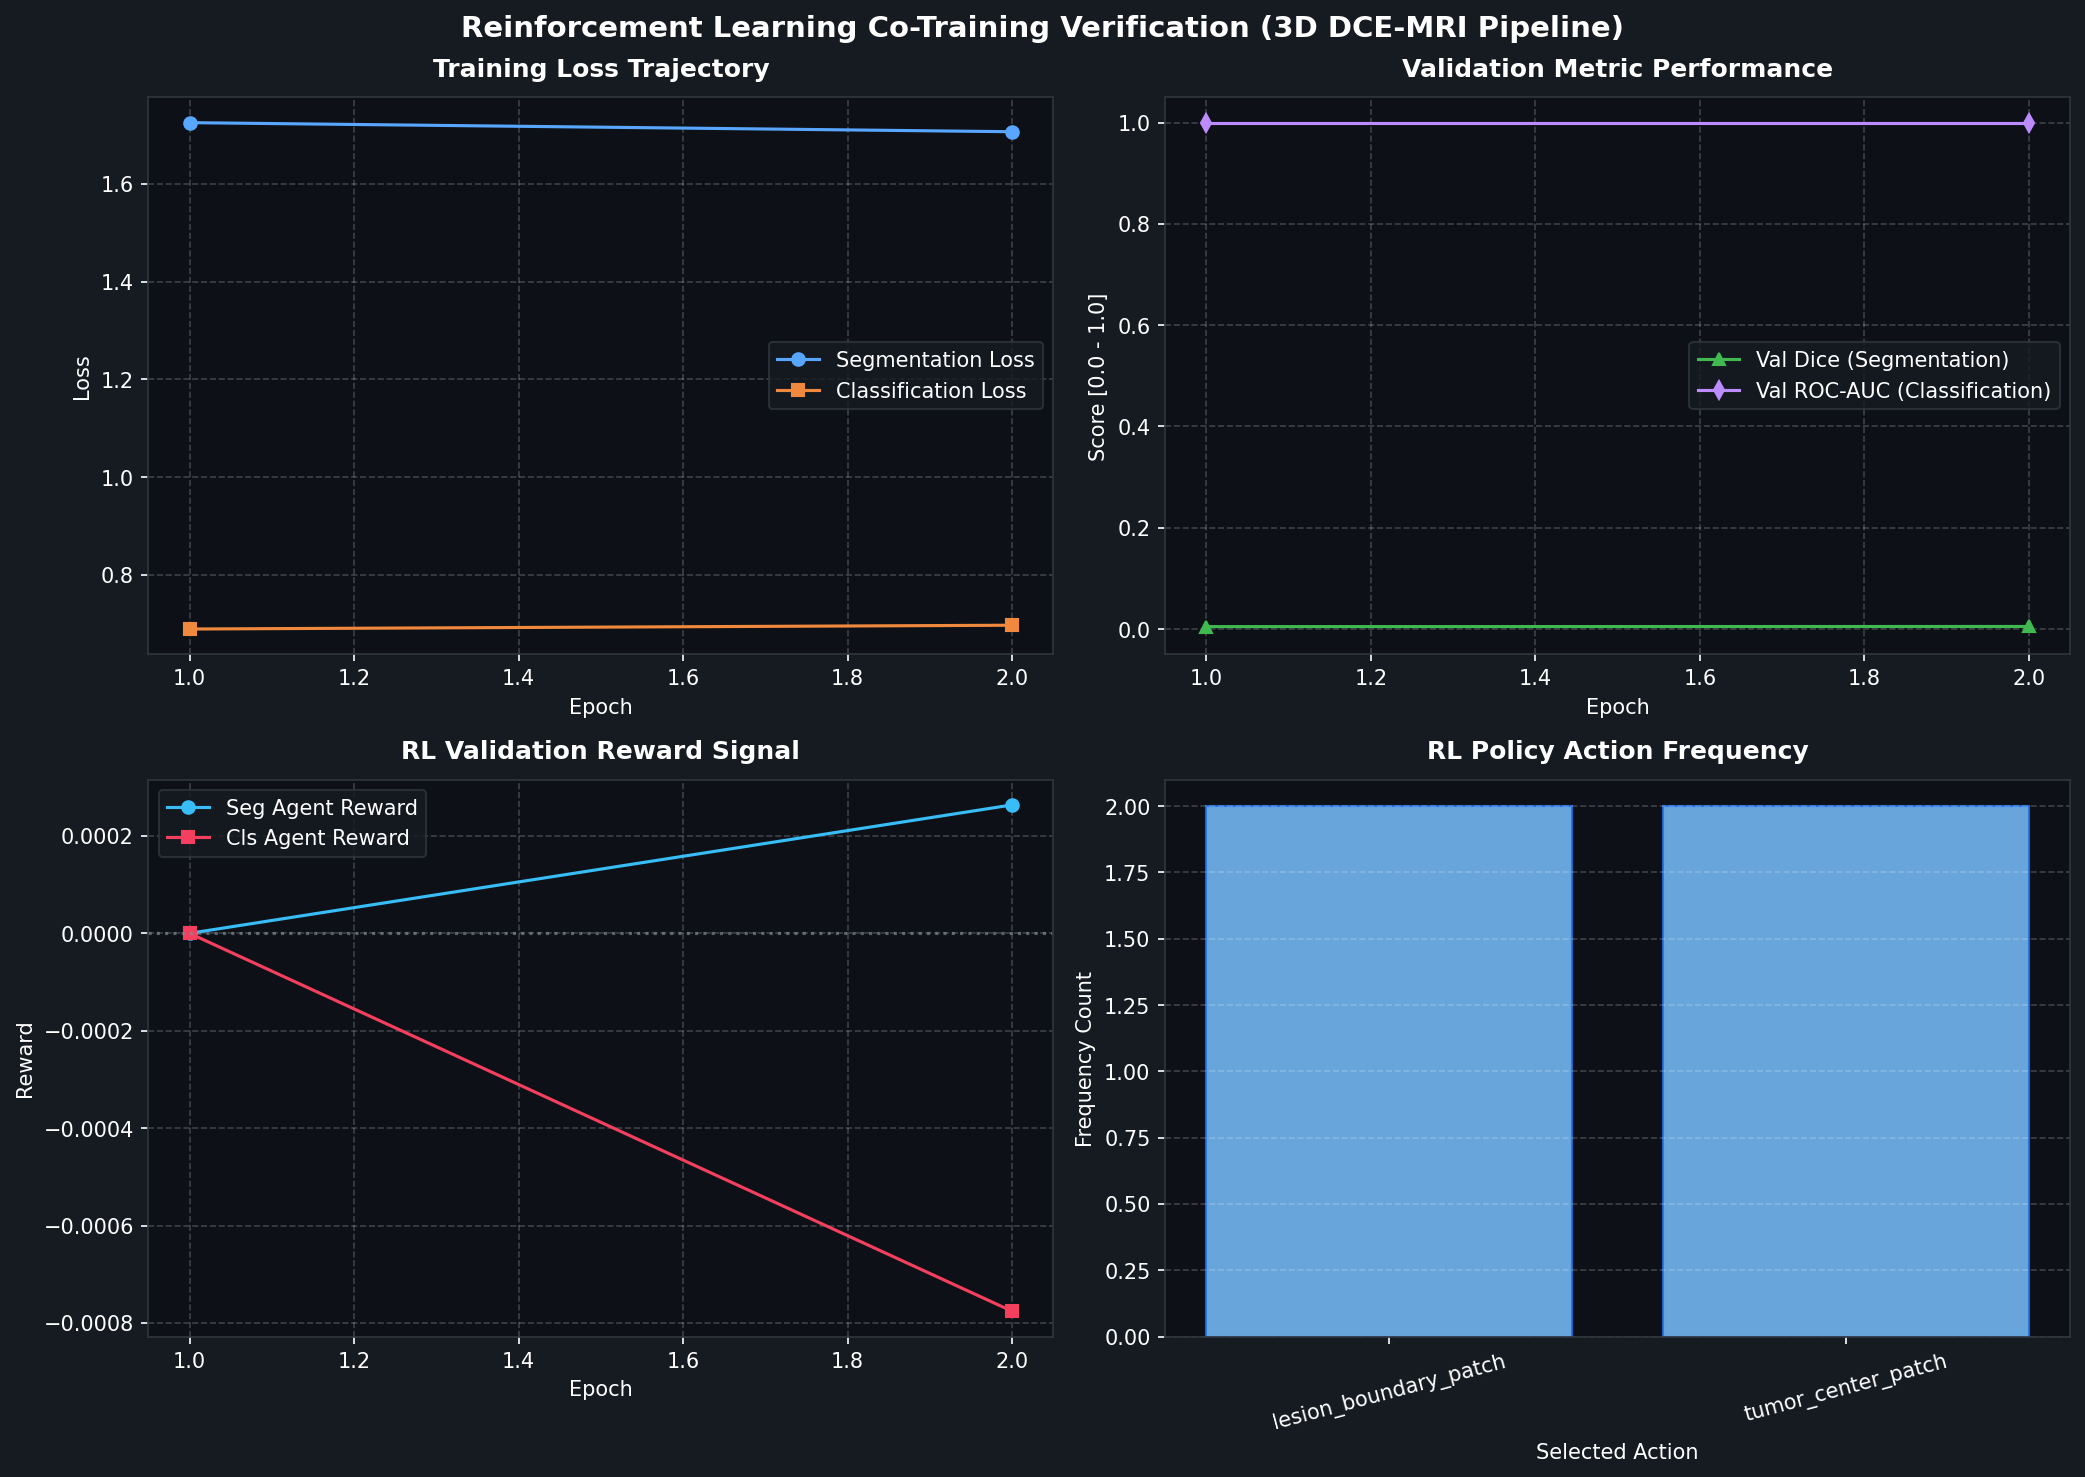 Reinforcement Learning Co-Training Verification (3D DCE-MRI Pipeline)
Training Loss Trajectory
Loss
1.6
1.4
1.2
1.0
0.8
Segmentation Loss
Classification Loss
1.0 1.2 1.4 1.6 1.8 2.0
Epoch
Validation Metric Performance
Score [0.0 - 1.0]
1.0
0.8
0.6
0.4
0.2
0.0
Val Dice (Segmentation)
Val ROC-AUC (Classification)
1.0 1.2 1.4 1.6 1.8 2.0
Epoch
RL Validation Reward Signal
Reward
Seg Agent Reward
Cls Agent Reward
0.0002
0.0000
−0.0002
−0.0004
−0.0006
−0.0008
1.0 1.2 1.4 1.6 1.8 2.0
Epoch
RL Policy Action Frequency
Frequency Count
2.00
1.75
1.50
1.25
1.00
0.75
0.50
0.25
0.00
lesion_boundary_patch
tumor_center_patch
Selected Action